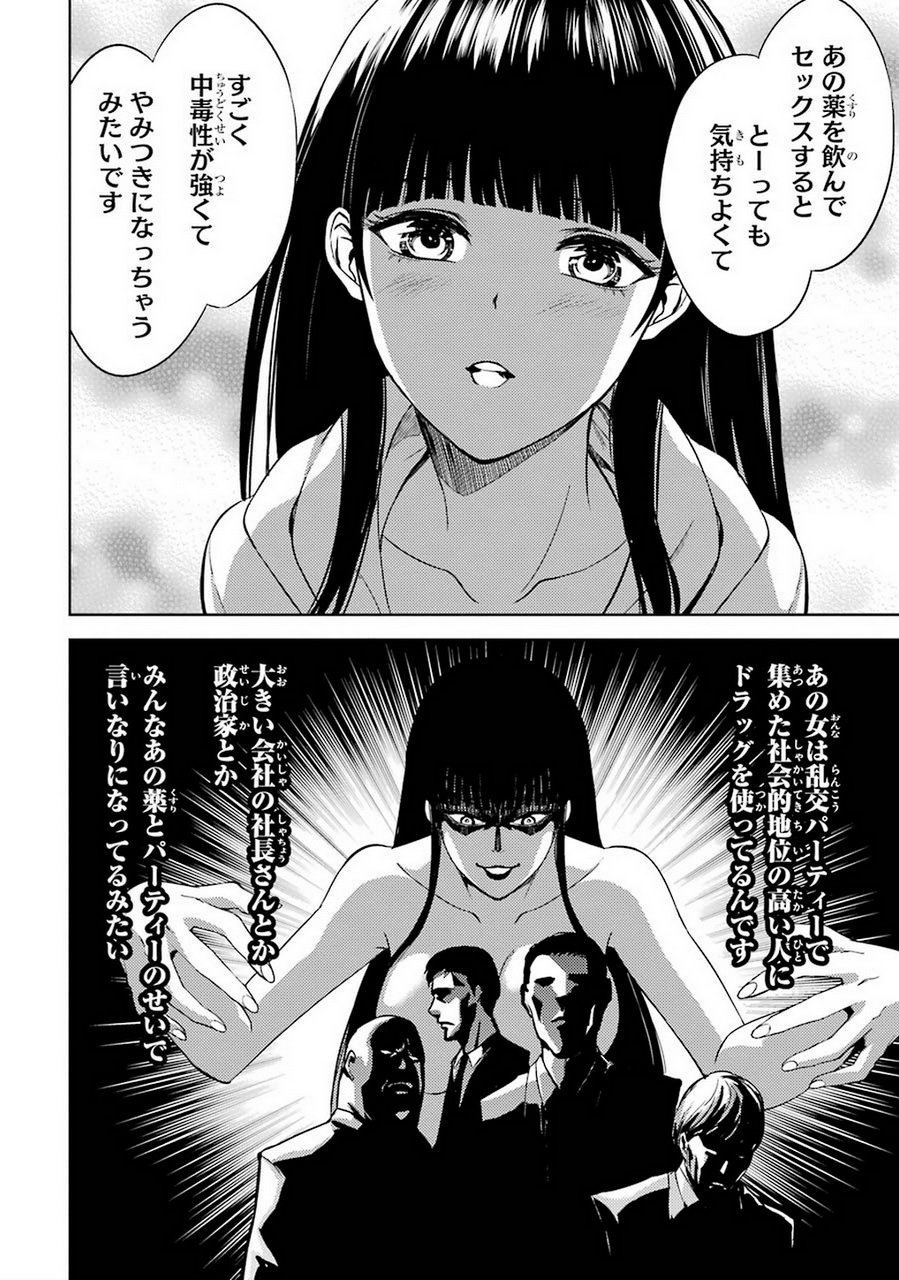 あの薬を飲んで
セックスすると
とーっても
気持ちよくて
すごく
中毒性が強くて
やみつきになっちゃう
みたいです
あの女は乱交パーティーで
集めた社会的地位の高い人に
ドラッグを使ってるんです
大きい会社の社長さんとか
政治家とか
みんなあの薬とパーティーのせいで
言いなりになってるみたい